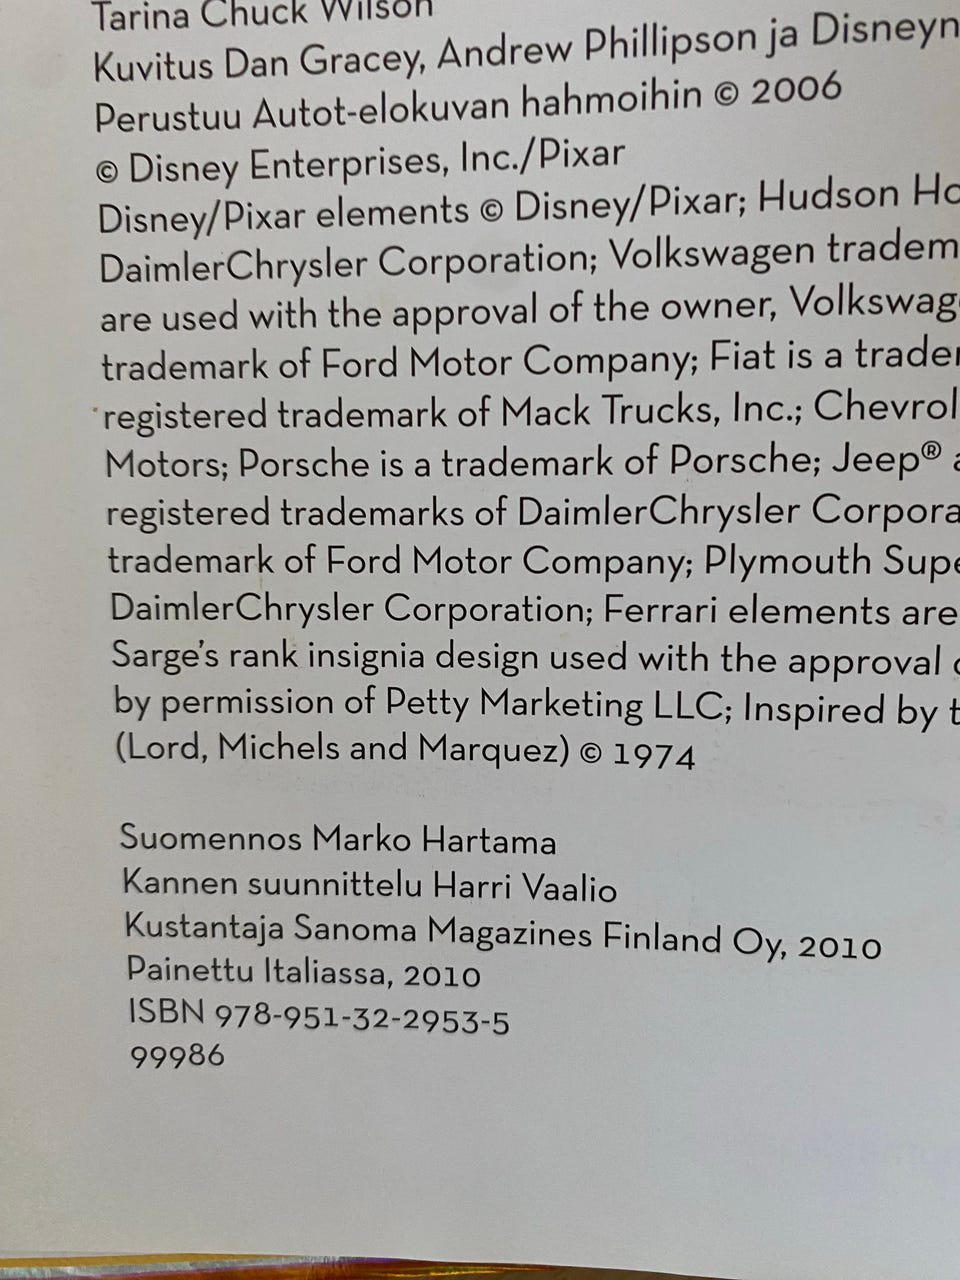 Tarina Chuck Wilson
Kuvitus Dan Gracey, Andrew Phillipson ja Disneyn
Perustuu Autot-elokuvan hahmoihin © 2006
© Disney Enterprises, Inc./Pixar
Disney/Pixar elements © Disney/Pixar; Hudson
DaimlerChrysler Corporation; Volkswagen
are used with the approval of the owner,
trademark of Ford Motor Company; Fiat is a
registered trademark of Mack Trucks, Inc.;
Motors; Porsche is a trademark of Porsche; Jeep®
registered trademarks of DaimlerChrysler
trademark of Ford Motor Company; Plymouth
DaimlerChrysler Corporation; Ferrari elements are
Sarge's rank insignia design used with the approval
by permission of Petty Marketing LLC; Inspired by
(Lord, Michels and Marquez) © 1974
Suomennos Marko Hartama
Kannen suunnittelu Harri Vaalio
Kustantaja Sanoma Magazines Finland Oy, 2010
Painettu Italiassa, 2010
ISBN 978-951-32-2953-5
99986